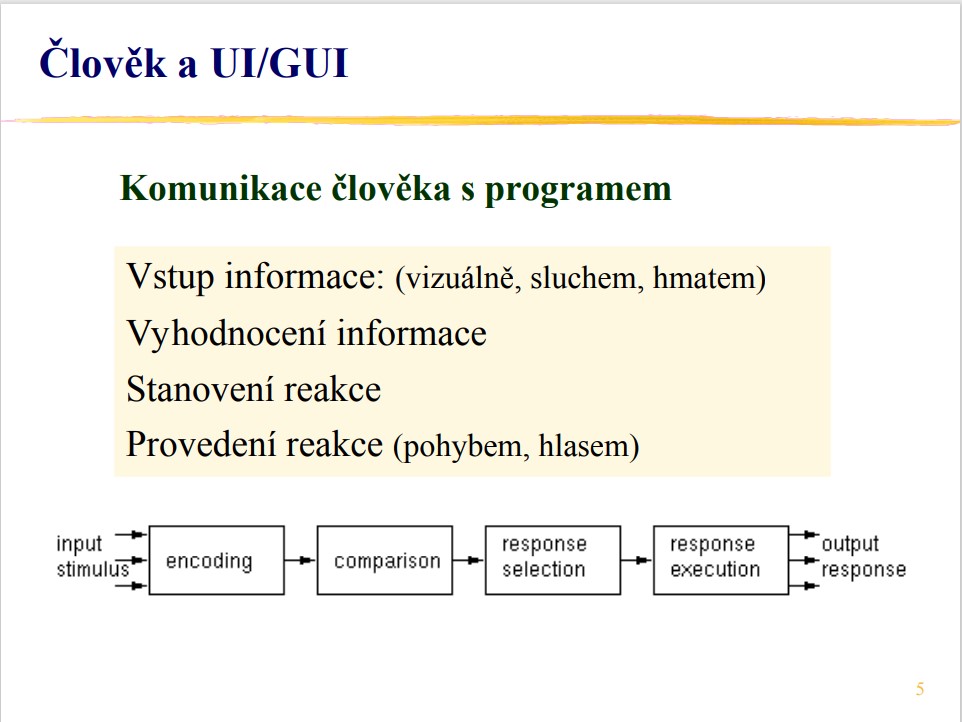 Člověk a UI/GUI
Komunikace člověka s programem
Vstup informace: (vizuálně, sluchem, hmatem)
Vyhodnocení informace
Stanovení reakce
Provedení reakce (pohybem, hlasem)
input
stimulus
encoding
comparison
response
selection
response
execution
output
response
5